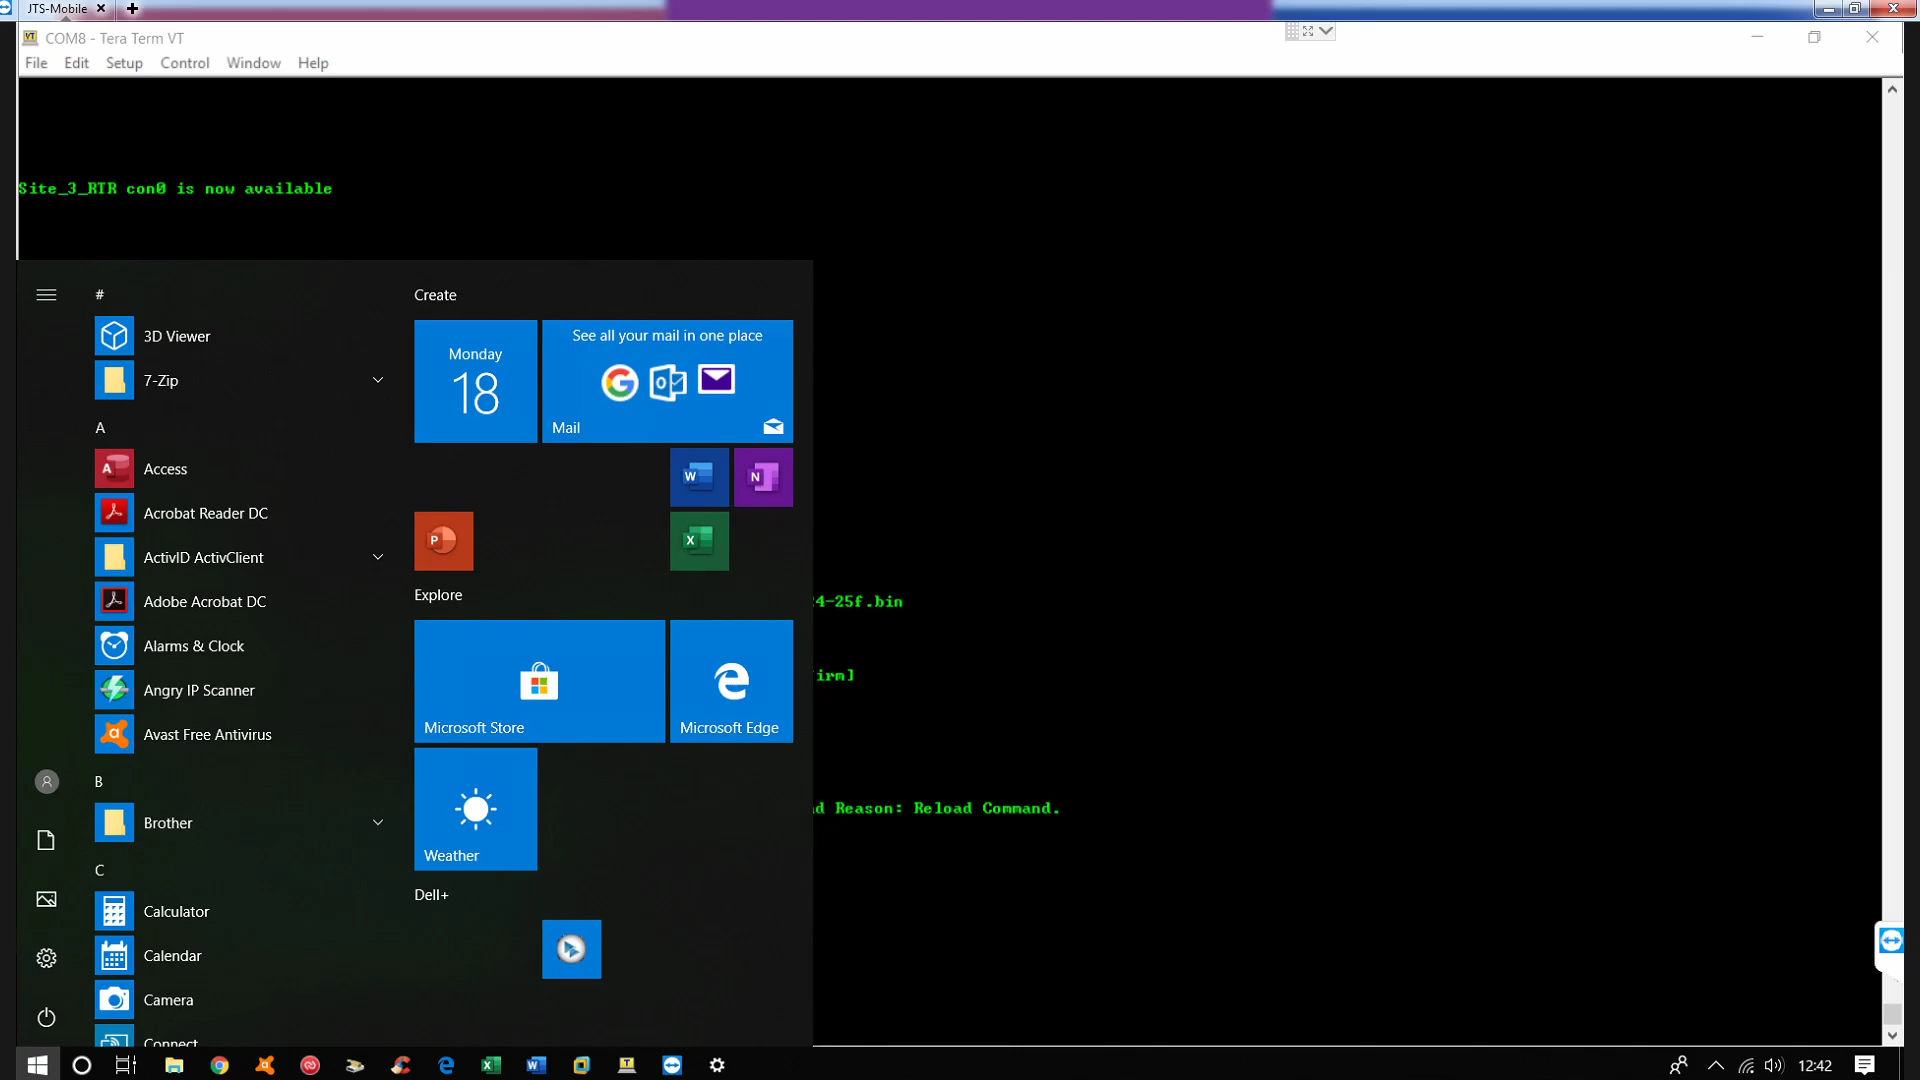 JTS-Mobile
COM8 - Tera Term VT
File Edit Setup Control Window Help
Site_3_RTR con0 is now available
#
3D Viewer
7-Zip
A
Access
Acrobat Reader DC
ActivID ActivClient
Adobe Acrobat DC
Alarms & Clock
Angry IP Scanner
Avast Free Antivirus
B
Brother
C
Calculator
Calendar
Camera
Connect
Create
Monday
18
See all your mail in one place
Mail
Explore
Microsoft Store
Microsoft Edge
Weather
Dell+
4-25f.bin
irm]
d Reason: Reload Command.
12:42